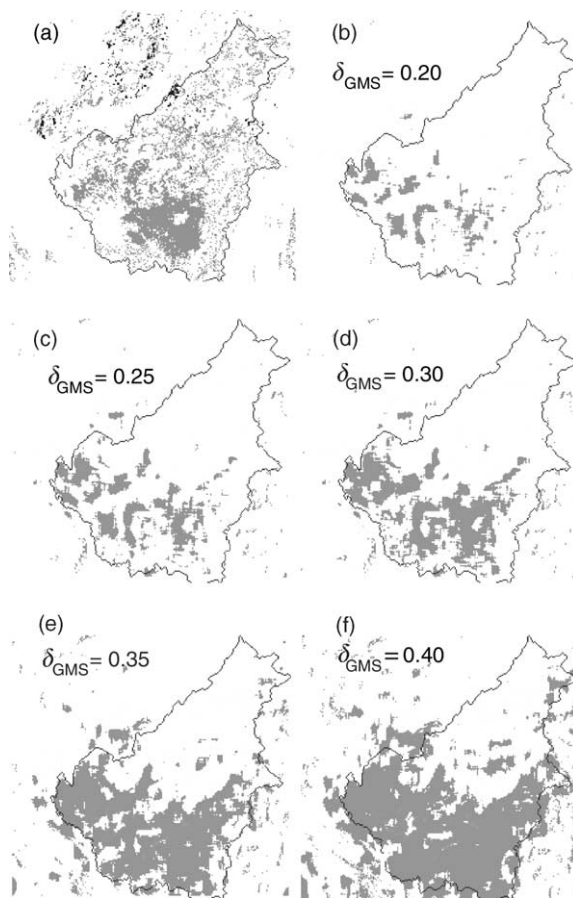 (a)
(b)
δGMS = 0.20
(c)
δGMS = 0.25
(d)
δGMS = 0.30
(e)
δGMS = 0.35
(f)
δGMS = 0.40